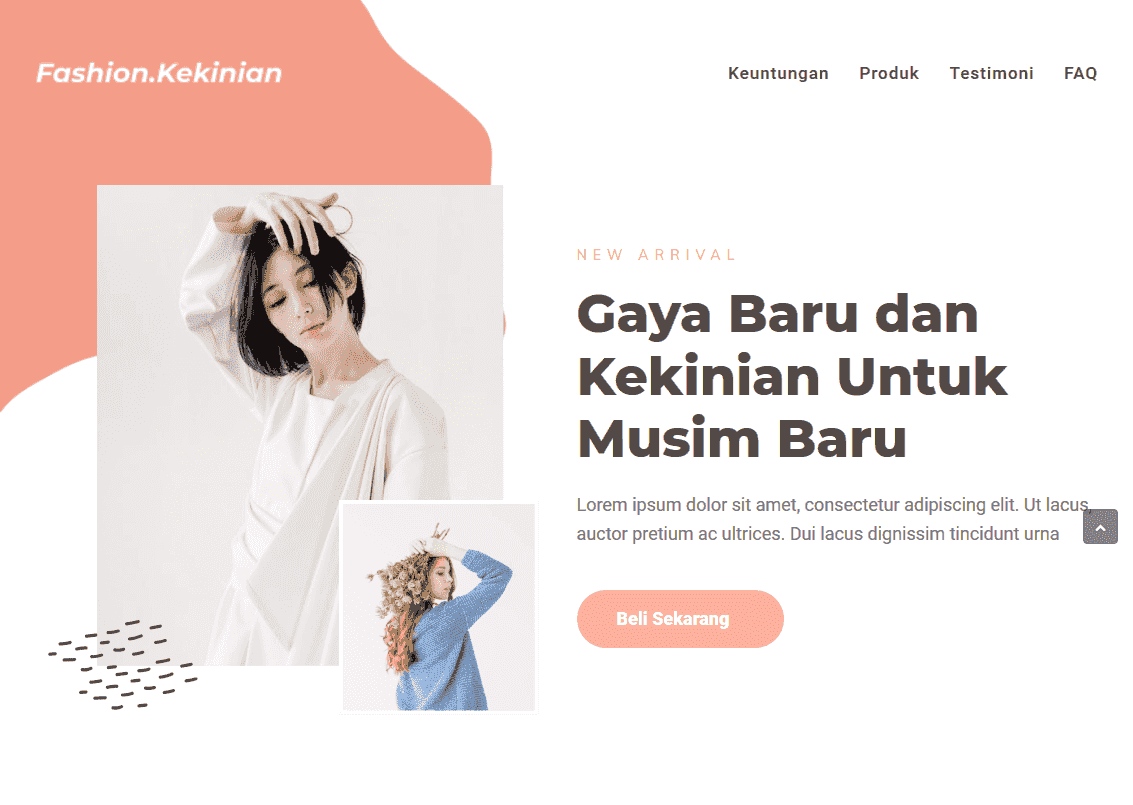 Fashion.Kekinian
Keuntungan Produk Testimoni FAQ
NEW ARRIVAL
Gaya Baru dan
Kekinian Untuk
Musim Baru
Lorem ipsum dolor sit amet, consectetur adipiscing elit. Ut lacus,
auctor pretium ac ultrices. Dui lacus dignissim tincidunt urna
Beli Sekarang